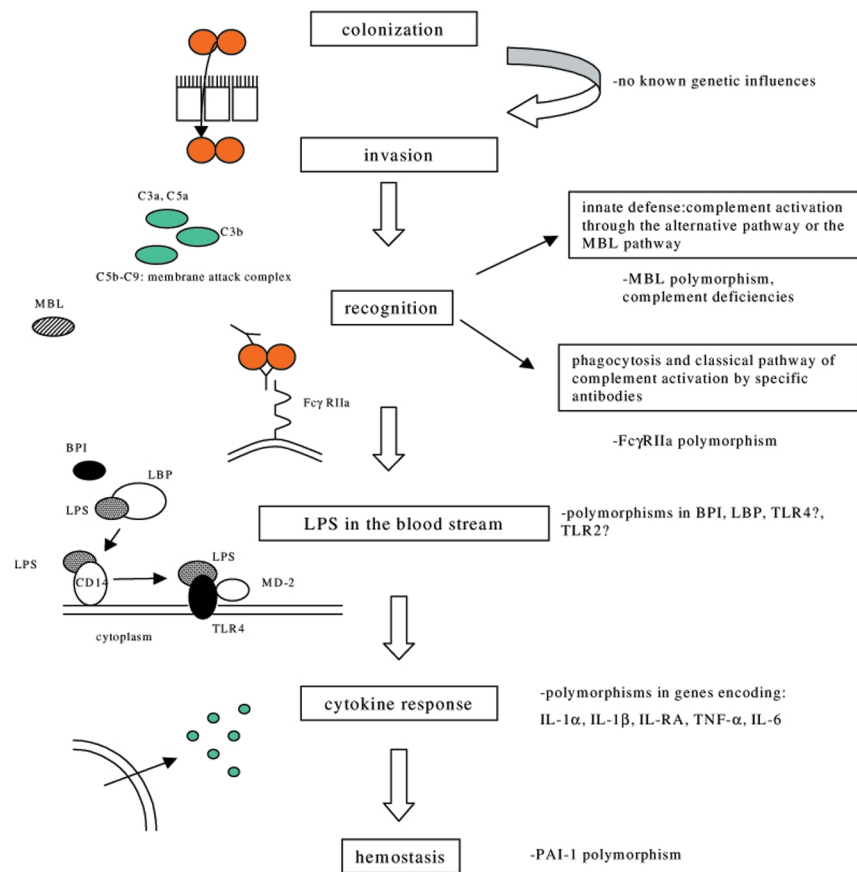 colonization
-no known genetic influences
invasion
C3a, C5a
C3b
C5b-C9: membrane attack complex
innate defense:complement activation
through the alternative pathway or the
MBL pathway
-MBL polymorphism,
complement deficiencies
MBL
recognition
phagocytosis and classical pathway of
complement activation by specific
antibodies
Fcγ RIIa
-FcγRIIa polymorphism
BPI
LBP
LPS
LPS in the blood stream
-polymorphisms in BPI, LBP, TLR4?,
TLR2?
LPS
CD14
LPS
MD-2
TLR4
cytoplasm
cytokine response
-polymorphisms in genes encoding:
IL-1α, IL-1β, IL-RA, TNF-α, IL-6
hemostasis
-PAI-1 polymorphism